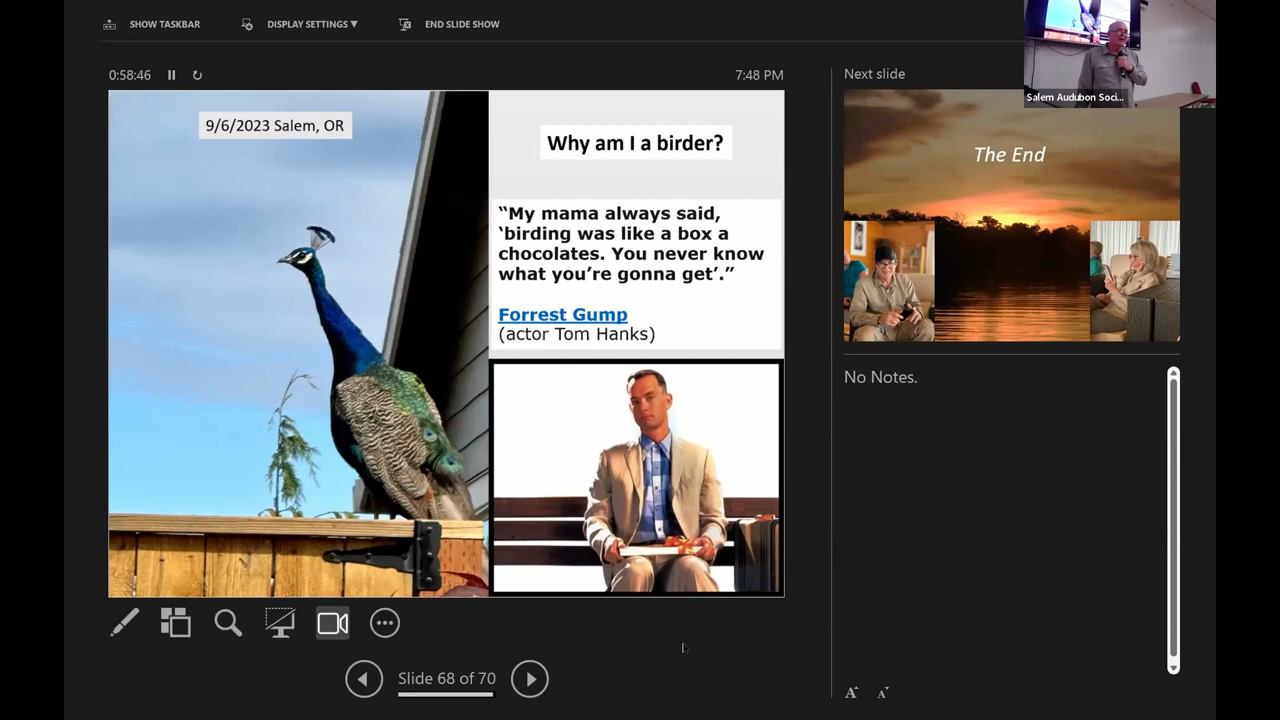 SHOW TASKBAR
DISPLAY SETTINGS ▼
END SLIDE SHOW
0:58:46
7:48 PM
9/6/2023 Salem, OR
Why am I a birder?
“My mama always said,
‘birding was like a box a
chocolates. You never know
what you’re gonna get’.”
Forrest Gump
(actor Tom Hanks)
Slide 68 of 70
Salem Audubon Soci...
Next slide
The End
No Notes.
A A